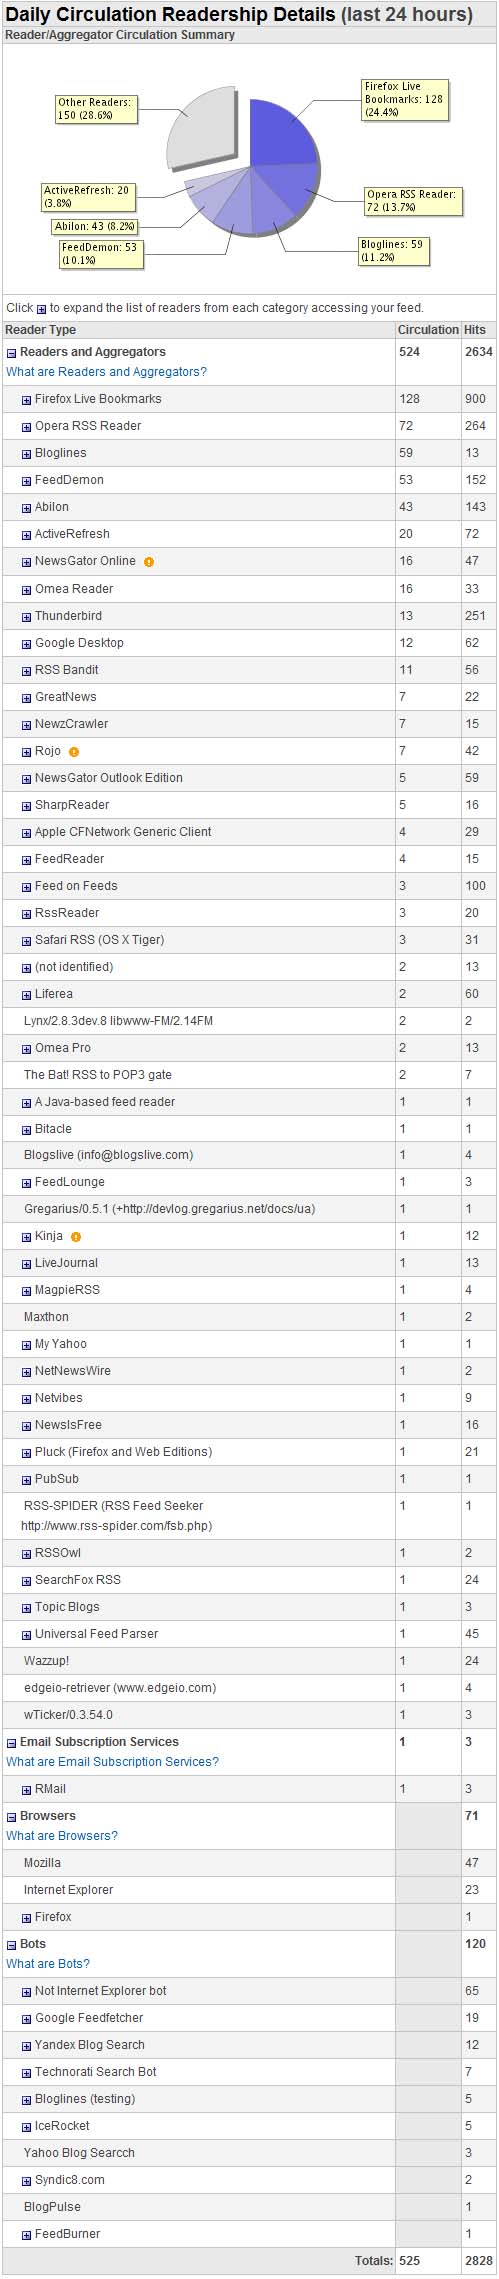 Daily Circulation Readership Details (last 24 hours)
Reader/Aggregator Circulation Summary
Other Readers:
150 (28.6%)
Firefox Live
Bookmarks: 128
(24.4%)
ActiveRefresh: 20
(3.8%)
Opera RSS Reader:
72 (13.7%)
Abilon: 43 (8.2%)
FeedDemon: 53
(10.1%)
Bloglines: 59
(11.2%)
Click to expand the list of readers from each category accessing your feed.
Reader Type Circulation Hits
Readers and Aggregators 524 2634
What are Readers and Aggregators?
Firefox Live Bookmarks 128 900
Opera RSS Reader 72 264
Bloglines 59 13
FeedDemon 53 152
Abilon 43 143
ActiveRefresh 20 72
NewsGator Online 16 47
Omea Reader 16 33
Thunderbird 13 251
Google Desktop 12 62
RSS Bandit 11 56
GreatNews 7 22
NewzCrawler 7 15
Rojo 7 42
NewsGator Outlook Edition 5 59
SharpReader 5 16
Apple CFNetwork Generic Client 4 29
FeedReader 4 15
Feed on Feeds 3 100
RssReader 3 20
Safari RSS (OS X Tiger) 3 31
(not identified) 2 13
Liferea 2 60
Lynx/2.8.3dev.8 libwww-FM/2.14FM 2 2
Omea Pro 2 13
The Bat! RSS to POP3 gate 2 7
A Java-based feed reader 1 1
Bitacle 1 1
Blogslive (info@blogslive.com) 1 4
FeedLounge 1 3
Gregarius/0.5.1 (+http://devlog.gregarius.net/docs/ua) 1 1
Kinja 1 12
LiveJournal 1 13
MagpieRSS 1 4
Maxthon 1 2
My Yahoo 1 1
NetNewsWire 1 2
Netvibes 1 9
NewsIsFree 1 16
Pluck (Firefox and Web Editions) 1 21
PubSub 1 1
RSS-SPIDER (RSS Feed Seeker 1 1
http://www.rss-spider.com/fsb.php)
RSSOwl 1 2
SearchFox RSS 1 24
Topic Blogs 1 3
Universal Feed Parser 1 45
Wazzup! 1 24
edgeio-retriever (www.edgeio.com) 1 4
wTicker/0.3.54.0 1 3
Email Subscription Services 1 3
What are Email Subscription Services?
RMail 1 3
Browsers 71
What are Browsers?
Mozilla 47
Internet Explorer 23
Firefox 1
Bots 120
What are Bots?
Not Internet Explorer bot 65
Google Feedfetcher 19
Yandex Blog Search 12
Technorati Search Bot 7
Bloglines (testing) 5
IceRocket 5
Yahoo Blog Searcch 3
Syndic8.com 2
BlogPulse 1
FeedBurner 1
Totals: 525 2828